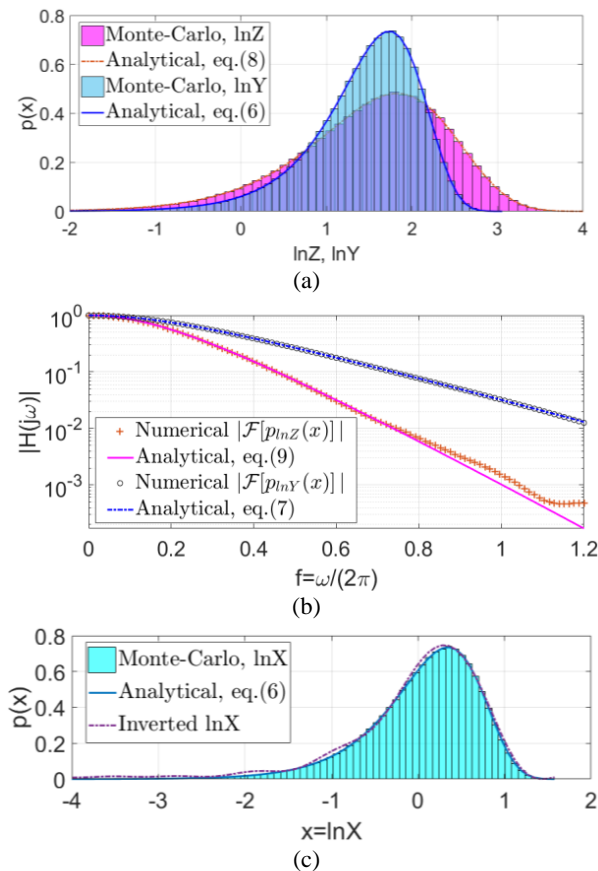 0.8
0.6
0.4
0.2
0
p(x)
Monte-Carlo, lnZ
Analytical, eq.(8)
Monte-Carlo, lnY
Analytical, eq.(6)
-2 -1 0 1 2 3 4
lnZ, lnY
(a)
10^0
10^-1
10^-2
10^-3
|H(jω)|
Numerical |ℱ[p_lnZ(x)]|
Analytical, eq.(9)
Numerical |ℱ[p_lnY(x)]|
Analytical, eq.(7)
0 0.2 0.4 0.6 0.8 1.0 1.2
f=ω/(2π)
(b)
0.8
0.6
0.4
0.2
0
p(x)
Monte-Carlo, lnX
Analytical, eq.(6)
Inverted lnX
-4 -3 -2 -1 0 1 2
x=lnX
(c)